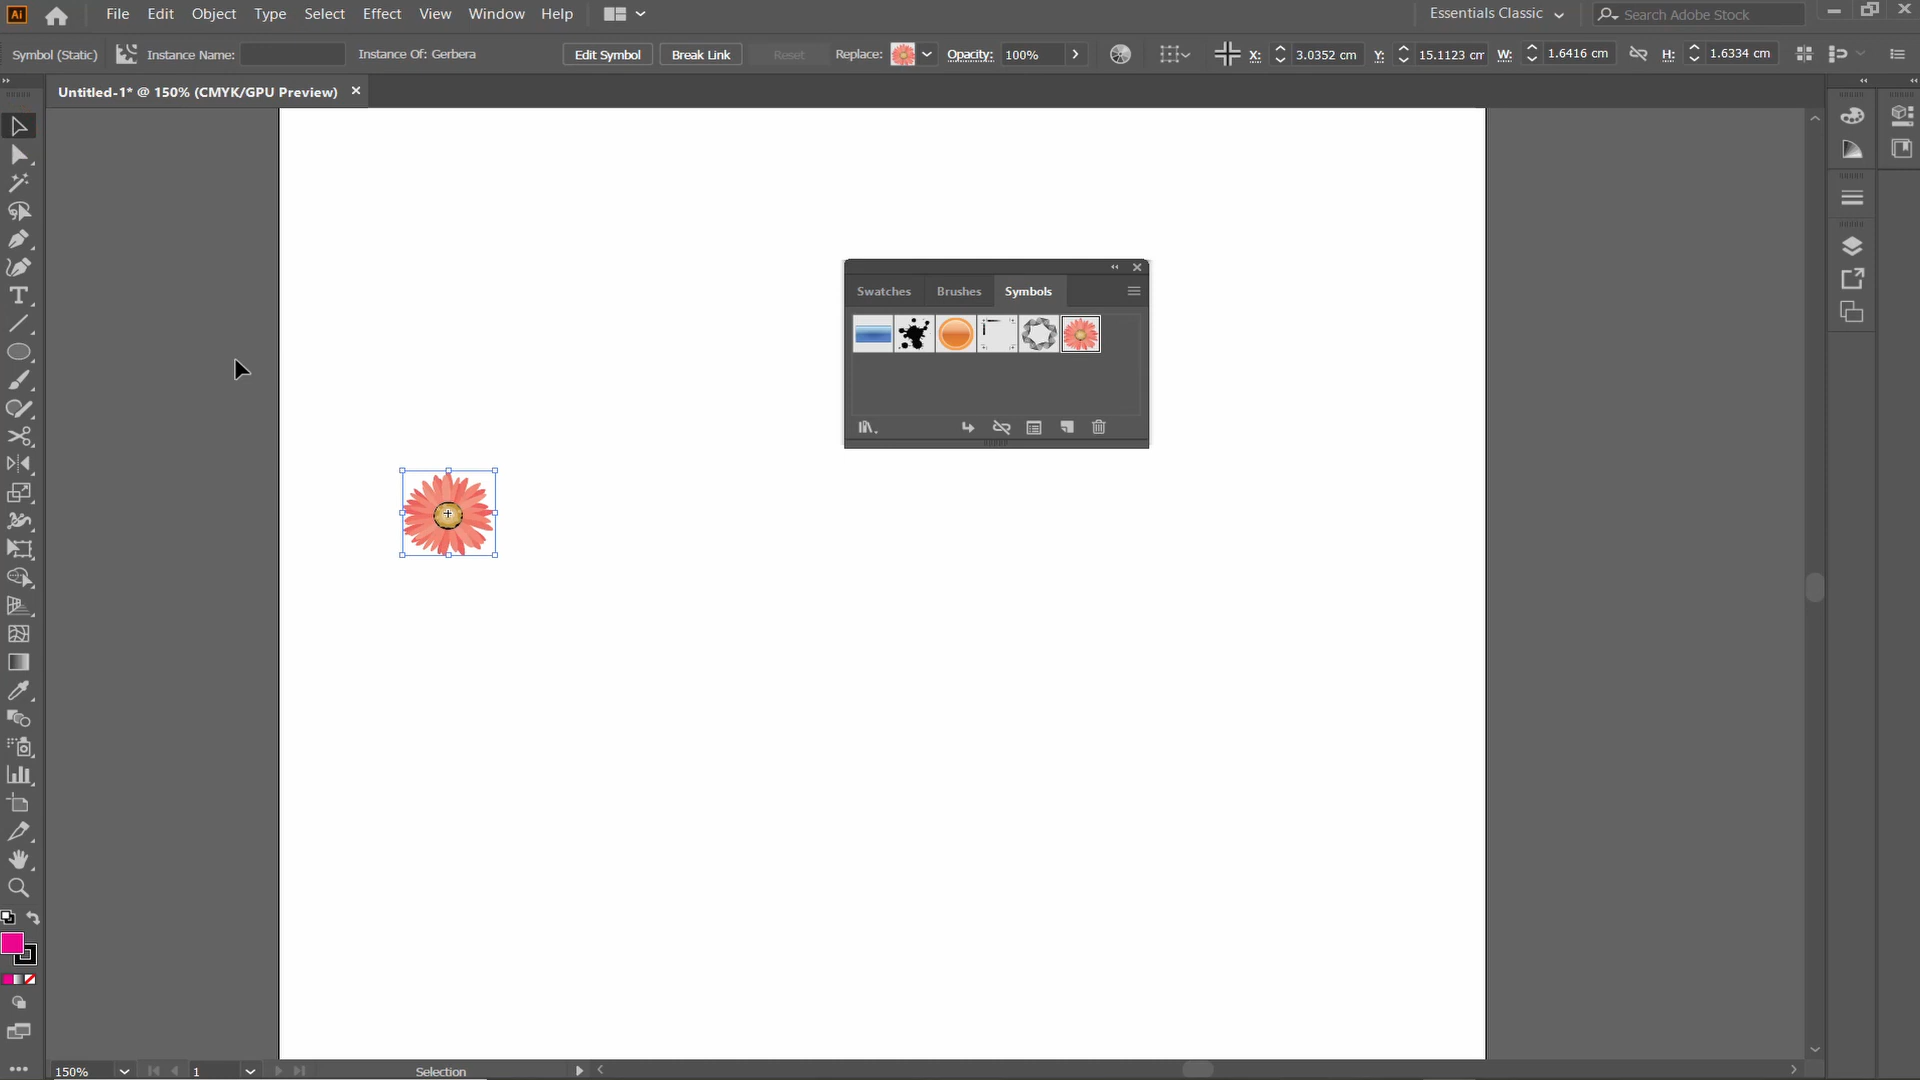 Ai File Edit Object Type Select Effect View Window Help Essentials Classic Search Adobe Stock
Symbol (Static) Instance Name: Instance Of: Gerbera Edit Symbol Break Link Reset Replace: Opacity: 100% X: 3.0352 cm Y: 15.1123 cm W: 1.6416 cm H: 1.6334 cm
Untitled-1* @ 150% (CMYK/GPU Preview)
Swatches Brushes Symbols
150% 1 Selection